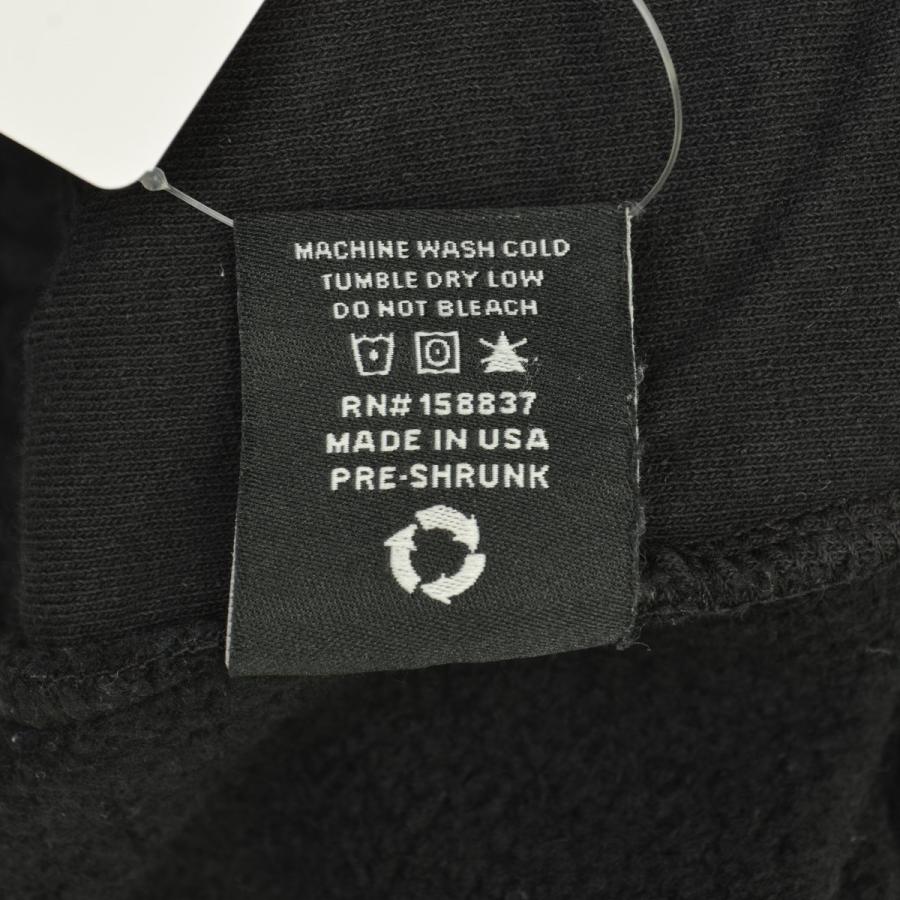 MACHINE WASH COLD
TUMBLE DRY LOW
DO NOT BLEACH
RN# 158837
MADE IN USA
PRE-SHRUNK